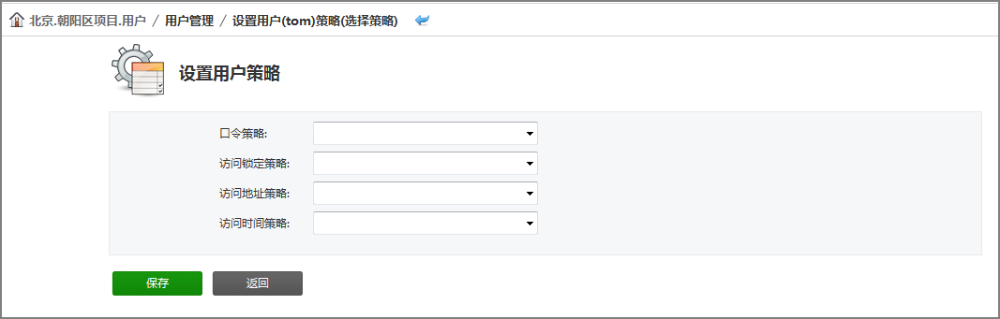 北京.朝阳区项目.用户 / 用户管理 / 设置用户(tom)策略(选择策略)
设置用户策略
口令策略:
访问锁定策略:
访问地址策略:
访问时间策略:
保存 返回